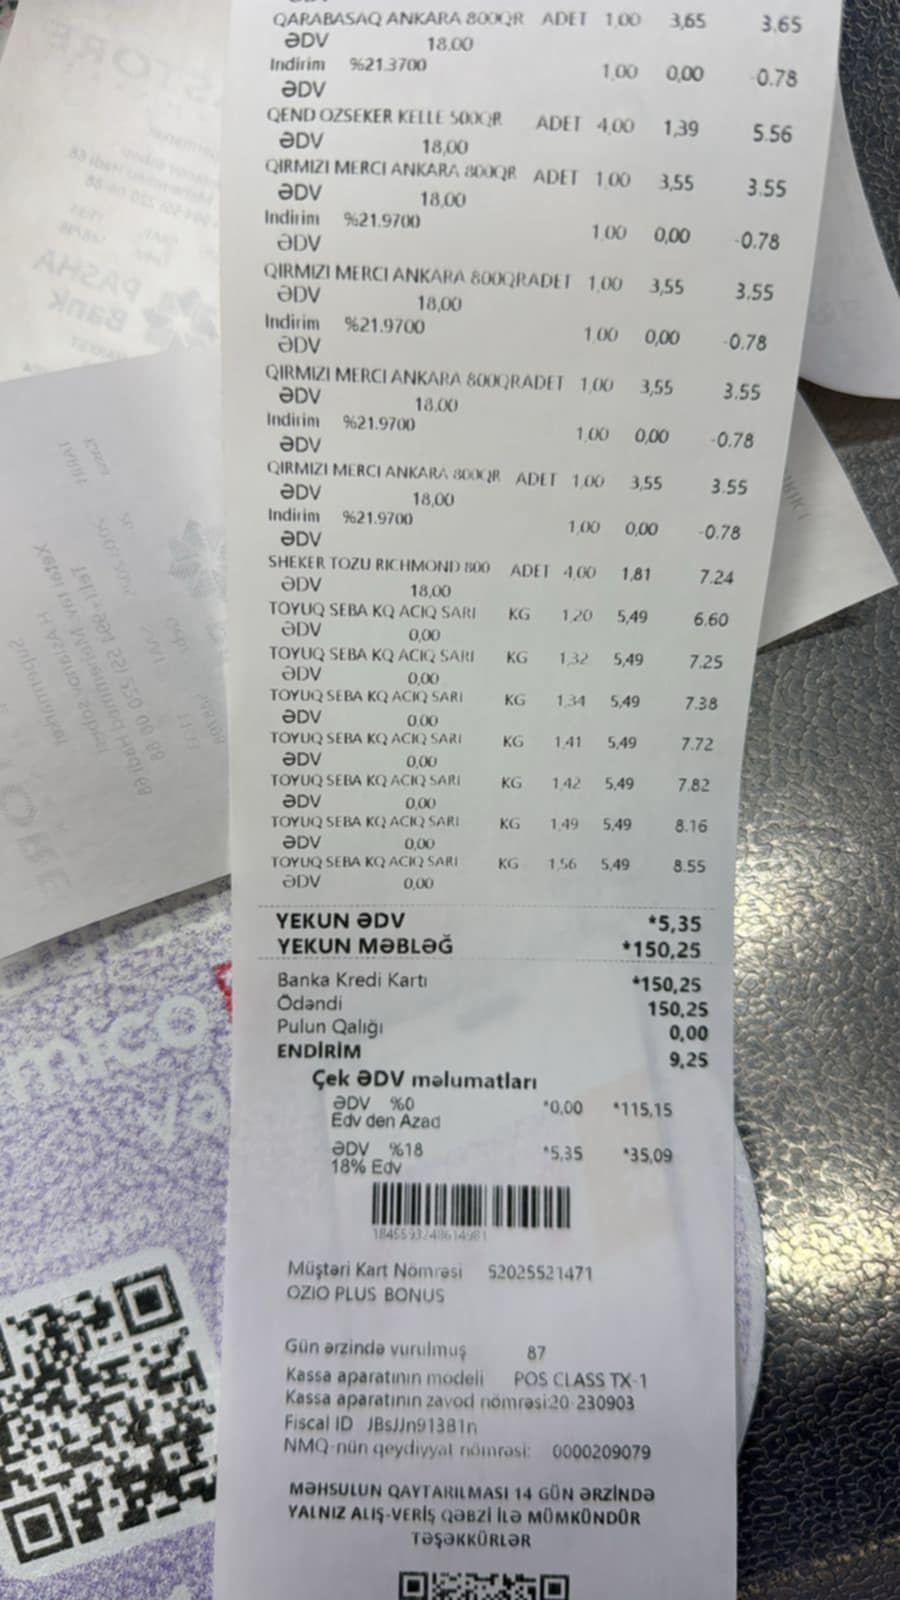 QARABASAQ ANKARA 800QR ADET 1,00 3,65 3.65
ƏDV 18,00
Indirim %21.3700 1,00 0,00 -0.78
ƏDV
QEND OZSEKER KELLE 500QR ADET 4,00 1,39 5.56
ƏDV 18,00
QIRMIZI MERCI ANKARA 800QR ADET 1,00 3,55 3.55
ƏDV 18,00
Indirim %21.9700 1,00 0,00 -0.78
ƏDV
QIRMIZI MERCI ANKARA 800QRADET 1,00 3,55 3.55
ƏDV 18,00
Indirim %21.9700 1,00 0,00 -0.78
ƏDV
QIRMIZI MERCI ANKARA 800QRADET 1,00 3,55 3.55
ƏDV 18,00
Indirim %21.9700 1,00 0,00 -0.78
ƏDV
QIRMIZI MERCI ANKARA 800QR ADET 1,00 3,55 3.55
ƏDV 18,00
Indirim %21.9700 1,00 0,00 -0.78
ƏDV
SHEKER TOZU RICHMOND 800 ADET 4,00 1,81 7.24
ƏDV 18,00
TOYUQ SEBA KQ ACIQ SARI KG 1,20 5,49 6.60
ƏDV 0,00
TOYUQ SEBA KQ ACIQ SARI KG 1,32 5,49 7.25
ƏDV 0,00
TOYUQ SEBA KQ ACIQ SARI KG 1,34 5,49 7.38
ƏDV 0,00
TOYUQ SEBA KQ ACIQ SARI KG 1,41 5,49 7.72
ƏDV 0,00
TOYUQ SEBA KQ ACIQ SARI KG 1,42 5,49 7.82
ƏDV 0,00
TOYUQ SEBA KQ ACIQ SARI KG 1,49 5,49 8.16
ƏDV 0,00
TOYUQ SEBA KQ ACIQ SARI KG 1,56 5,49 8.55
ƏDV 0,00
YEKUN ƏDV *5,35
YEKUN MƏBLƏĞ *150,25
Banka Kredi Kartı *150,25
Ödəndi 150,25
Pulun Qalığı 0,00
ENDİRİM 9,25
Çek ƏDV məlumatları
ƏDV %0 *0,00 *115,15
Edv den Azad
ƏDV %18 *5,35 *35,09
18% Edv
Müştəri Kart Nömrəsi 52025521471
OZIO PLUS BONUS
Gün ərzində vurulmuş 87
Kassa aparatının modeli POS CLASS TX-1
Kassa aparatının zavod nömrəsi:20-230903
Fiscal ID JBsJJn91381n
NMQ-nün qeydiyyat nömrəsi: 0000209079
MƏHSULUN QAYTARILMASI 14 GÜN ƏRZİNDƏ
YALNIZ ALIŞ-VERİŞ QƏBZİ İLƏ MÜMKÜNDÜR
TƏŞƏKKÜRLƏR
PASHA
Bank
mico